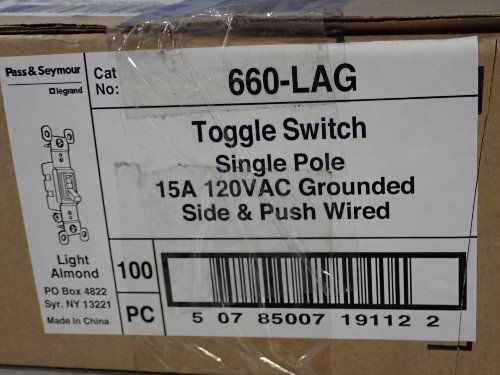 Pass & Seymour
legrand
Cat
No:
660-LAG
Toggle Switch
Single Pole
15A 120VAC Grounded
Side & Push Wired
Light
Almond
PO Box 4822
Syr. NY 13221
Made In China
100
PC
5 07 85007 19112 2